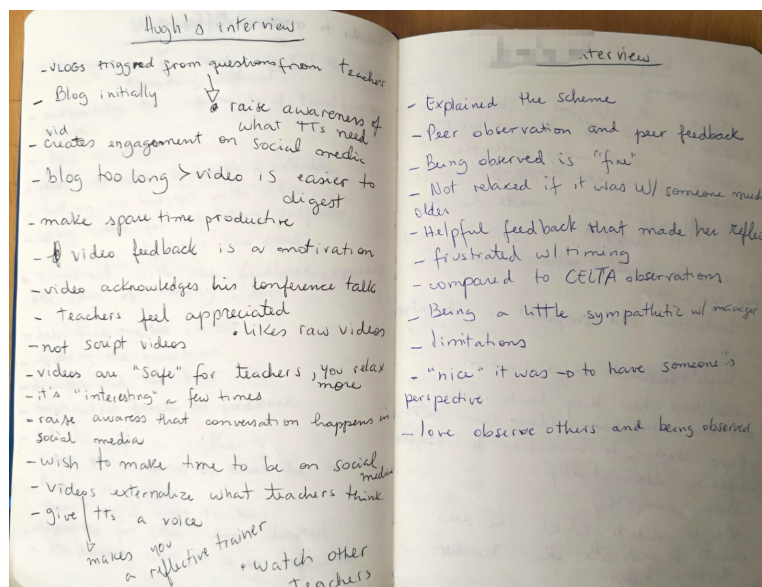 Hugh's interview
- VLOGS triggred from questions from teacher
- Blog initially
raise awareness of
what TTs need
vid
- creates engagement on social media
- blog too long > video is easier to
digest
- make spare time productive
- video feedback is a motivation
- video acknowledges his conference talk
- teachers feel appreciated
• likes raw videos
- not script videos
- videos are "safe" for teachers, you relax
more
- it's "interesting" a few times
- raise awaress that conversation happens in
social media
- wish to make time to be on social
media
- videos externalize what teachers think.
- give TTs a voice
makes you
a reflective trainer
• watch other
teachers
nterview
- Explained the scheme
- Peer observation and peer feedback
- Being observed is "fine"
- Not relaxed if it was w/ someone much
older
- Helpful feedback that made her reflec
- frustrated w/ timing
- compared to CELTA observation
- Being a little sympathetic w/ manager
- limitations
- "nice" it was → to have someone's
perspective
- love observe others and being observed